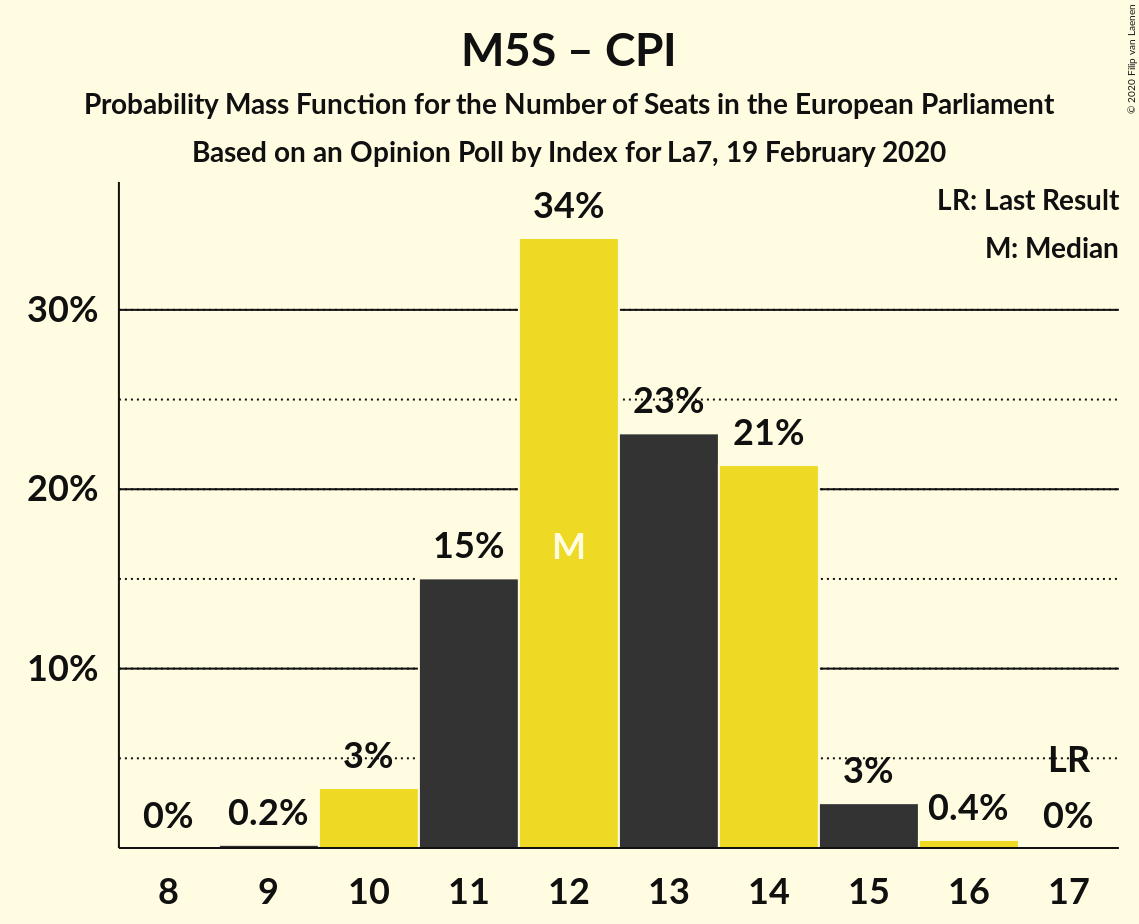 M5S – CPI
Probability Mass Function for the Number of Seats in the European Parliament
Based on an Opinion Poll by Index for La7, 19 February 2020
© 2020 Filip van Laenen
LR: Last Result
M: Median
34%
30%
23%
21%
20%
15%
M
10%
3%
3%
LR
0%
0.2%
0.4%
0%
8 9 10 11 12 13 14 15 16 17